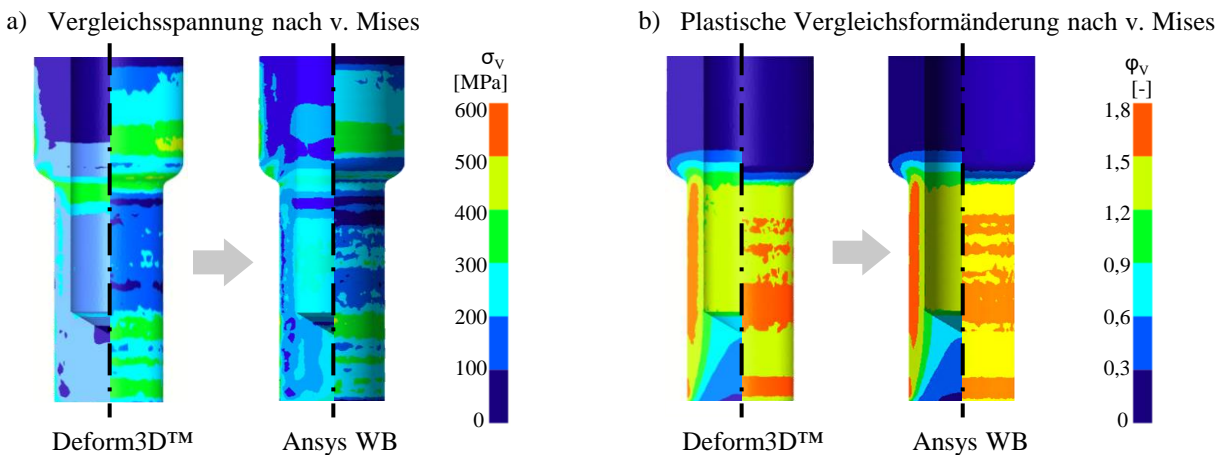 a) Vergleichsspannung nach v. Mises
σV
[MPa]
600
500
400
300
200
100
0
Deform3D™
Ansys WB
b) Plastische Vergleichsformänderung nach v. Mises
φV
[-]
1,8
1,5
1,2
0,9
0,6
0,3
0
Deform3D™
Ansys WB